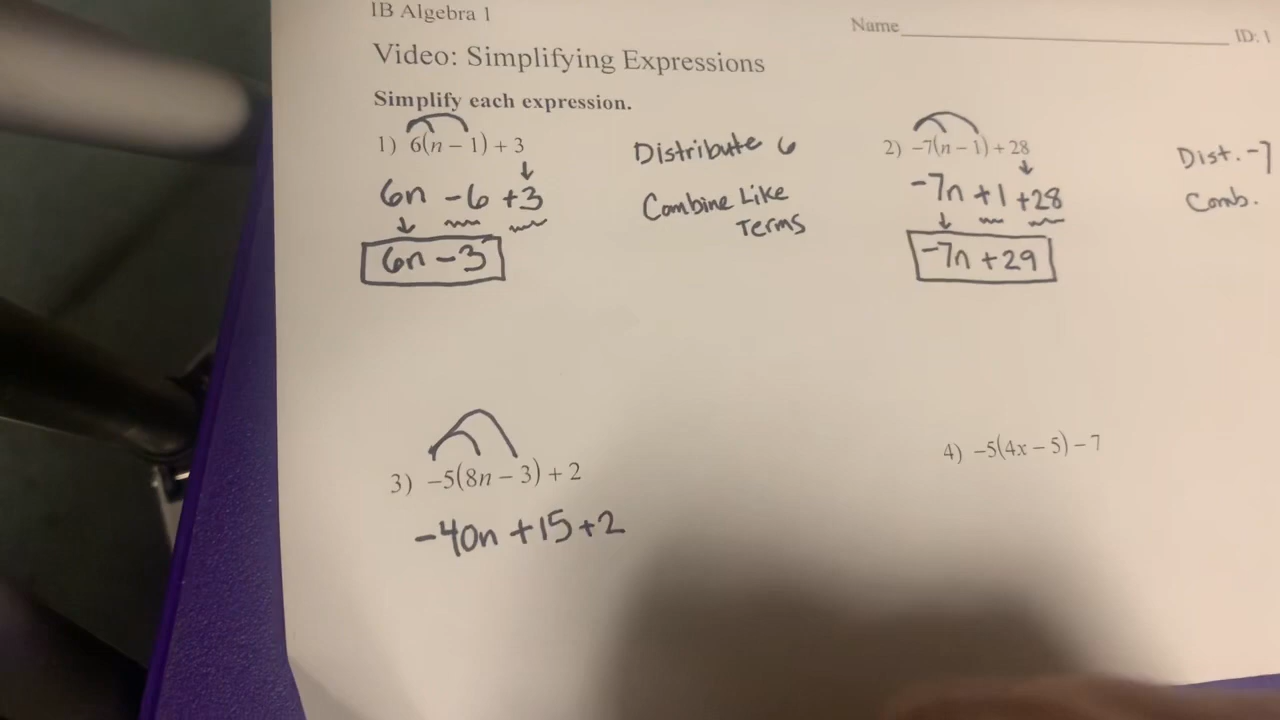 IB Algebra 1
Name
ID: 1
Video: Simplifying Expressions
Simplify each expression.
1) 6(n − 1) + 3
6n −6 +3
6n − 3
Distribute 6
Combine Like
Terms
2) −7(n − 1) + 28
−7n +1 +28
−7n +29
Dist. −7
Comb.
3) −5(8n − 3) + 2
−40n +15 +2
4) −5(4x − 5) − 7